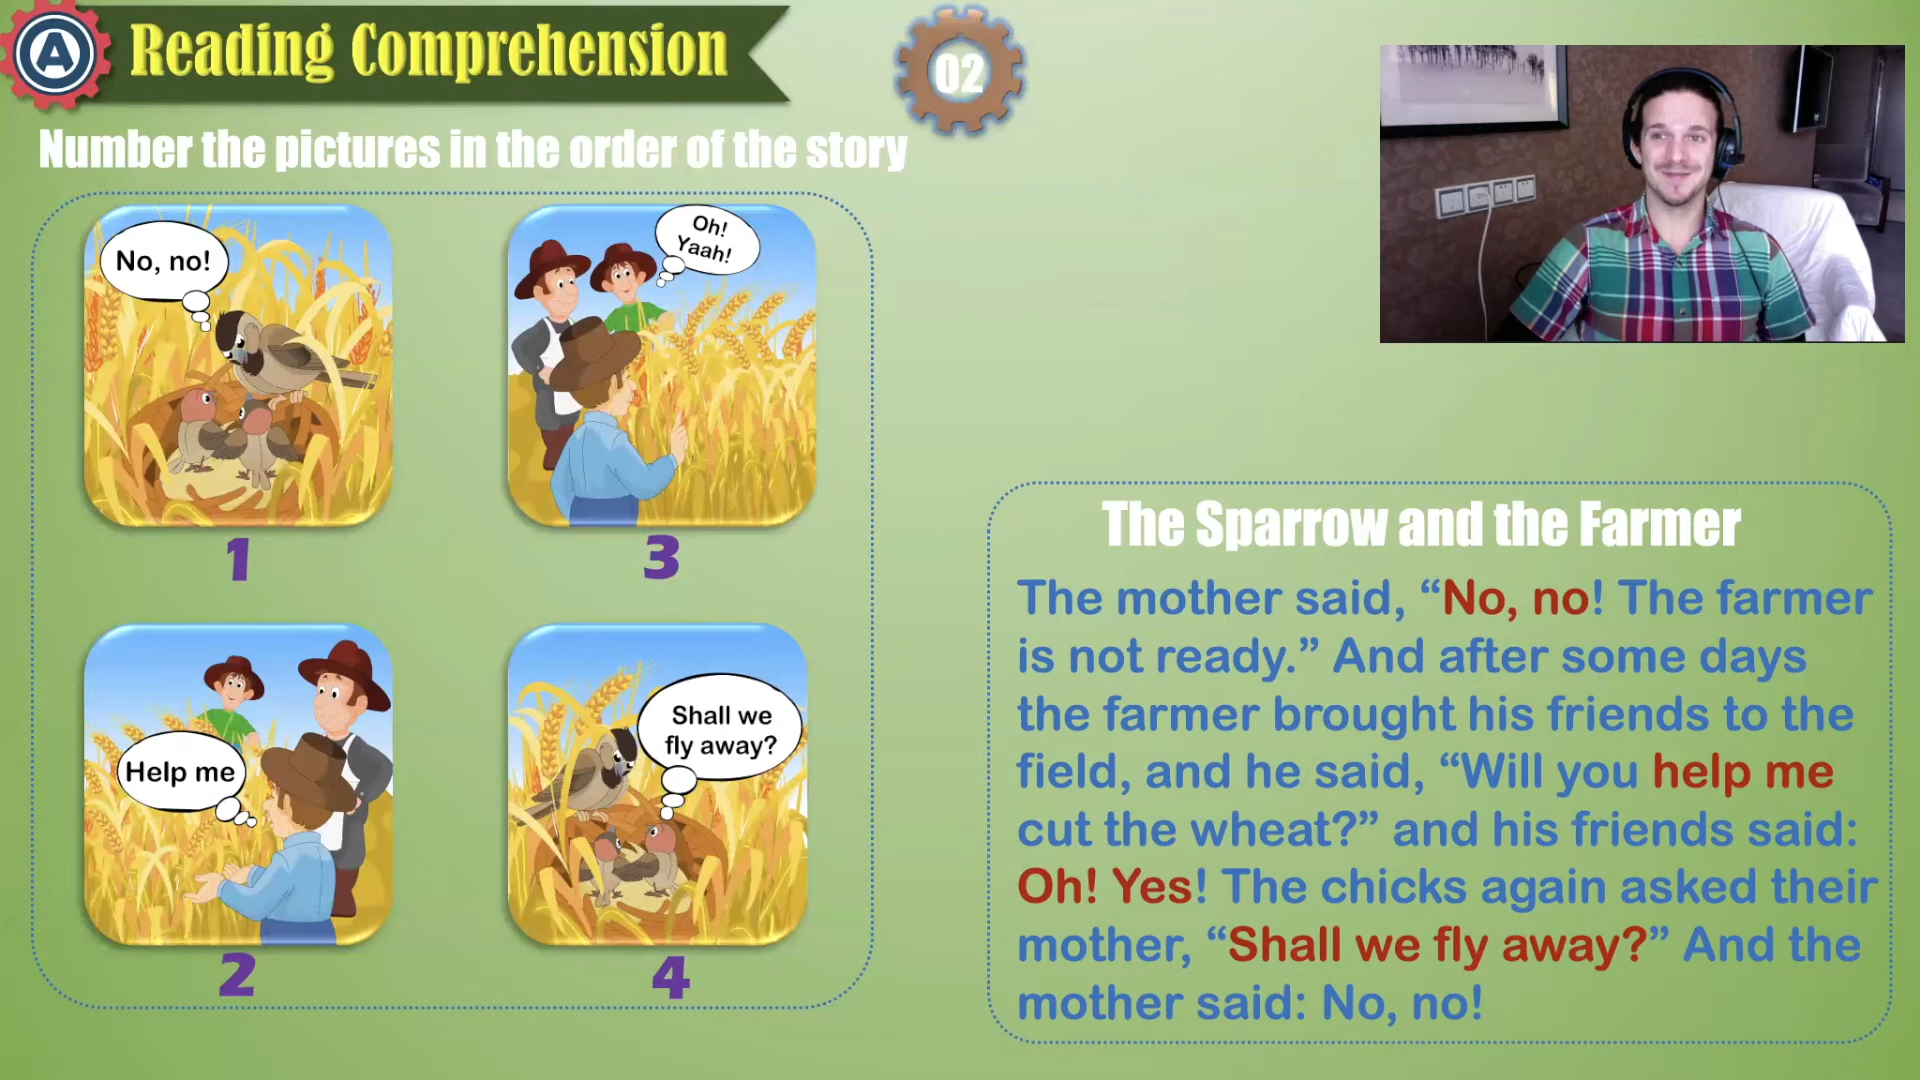 A
Reading Comprehension
02
Number the pictures in the order of the story
No, no!
1
Oh!
Yaah!
3
Help me
2
Shall we
fly away?
4
The Sparrow and the Farmer
The mother said, “No, no! The farmer
is not ready.” And after some days
the farmer brought his friends to the
field, and he said, “Will you help me
cut the wheat?” and his friends said:
Oh! Yes! The chicks again asked their
mother, “Shall we fly away?” And the
mother said: No, no!